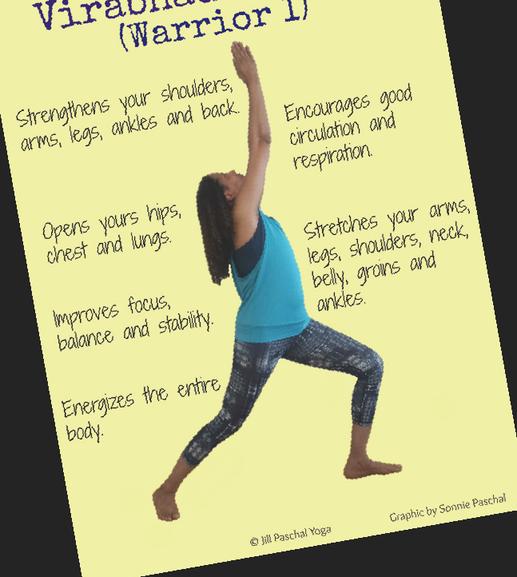 (Warrior 1)
Strengthens your shoulders,
arms, legs, ankles and back.
Encourages good
circulation and
respiration.
Opens yours hips,
chest and lungs.
Stretches your arms,
legs, shoulders, neck,
belly, groins and
ankles.
Improves focus,
balance and stability.
Energizes the entire
body.
© Jill Paschal Yoga
Graphic by Sonnie Paschal